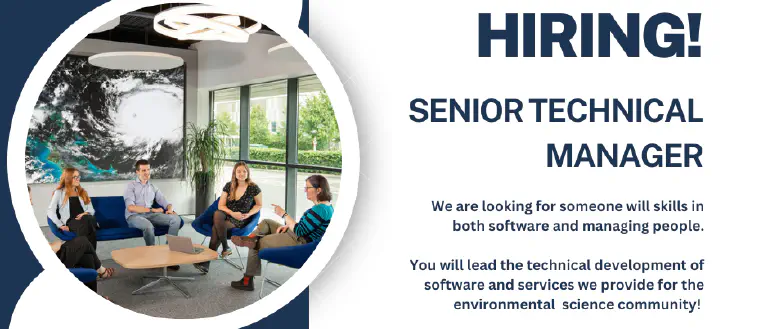 HIRING!
SENIOR TECHNICAL
MANAGER
We are looking for someone will skills in
both software and managing people.
You will lead the technical development of
software and services we provide for the
environmental science community!